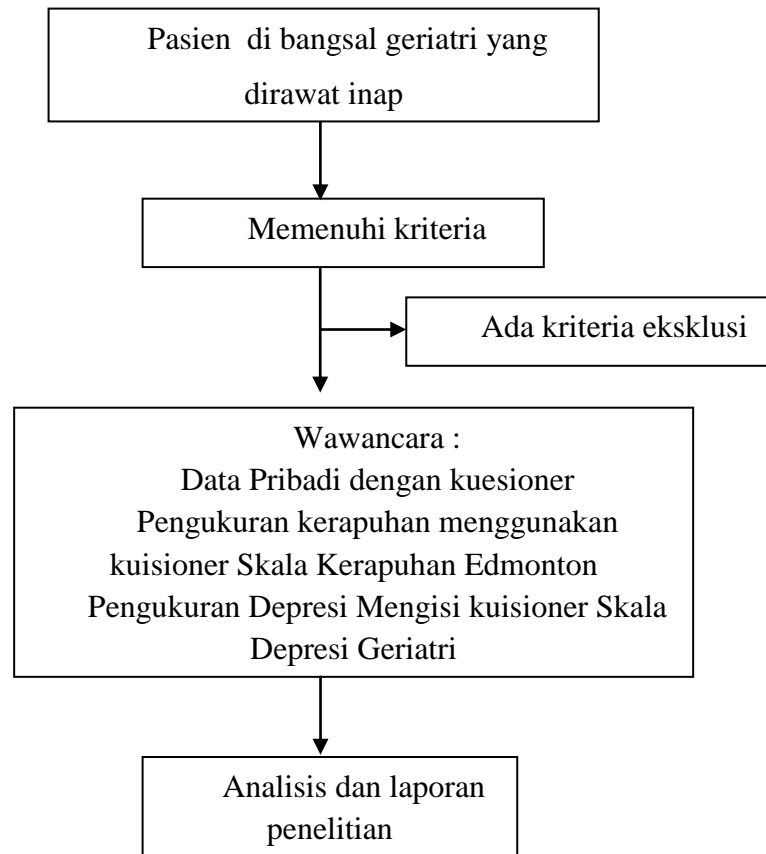 Pasien di bangsal geriatri yang
dirawat inap
Memenuhi kriteria
Ada kriteria eksklusi
Wawancara :
Data Pribadi dengan kuesioner
Pengukuran kerapuhan menggunakan
kuisioner Skala Kerapuhan Edmonton
Pengukuran Depresi Mengisi kuisioner Skala
Depresi Geriatri
Analisis dan laporan
penelitian